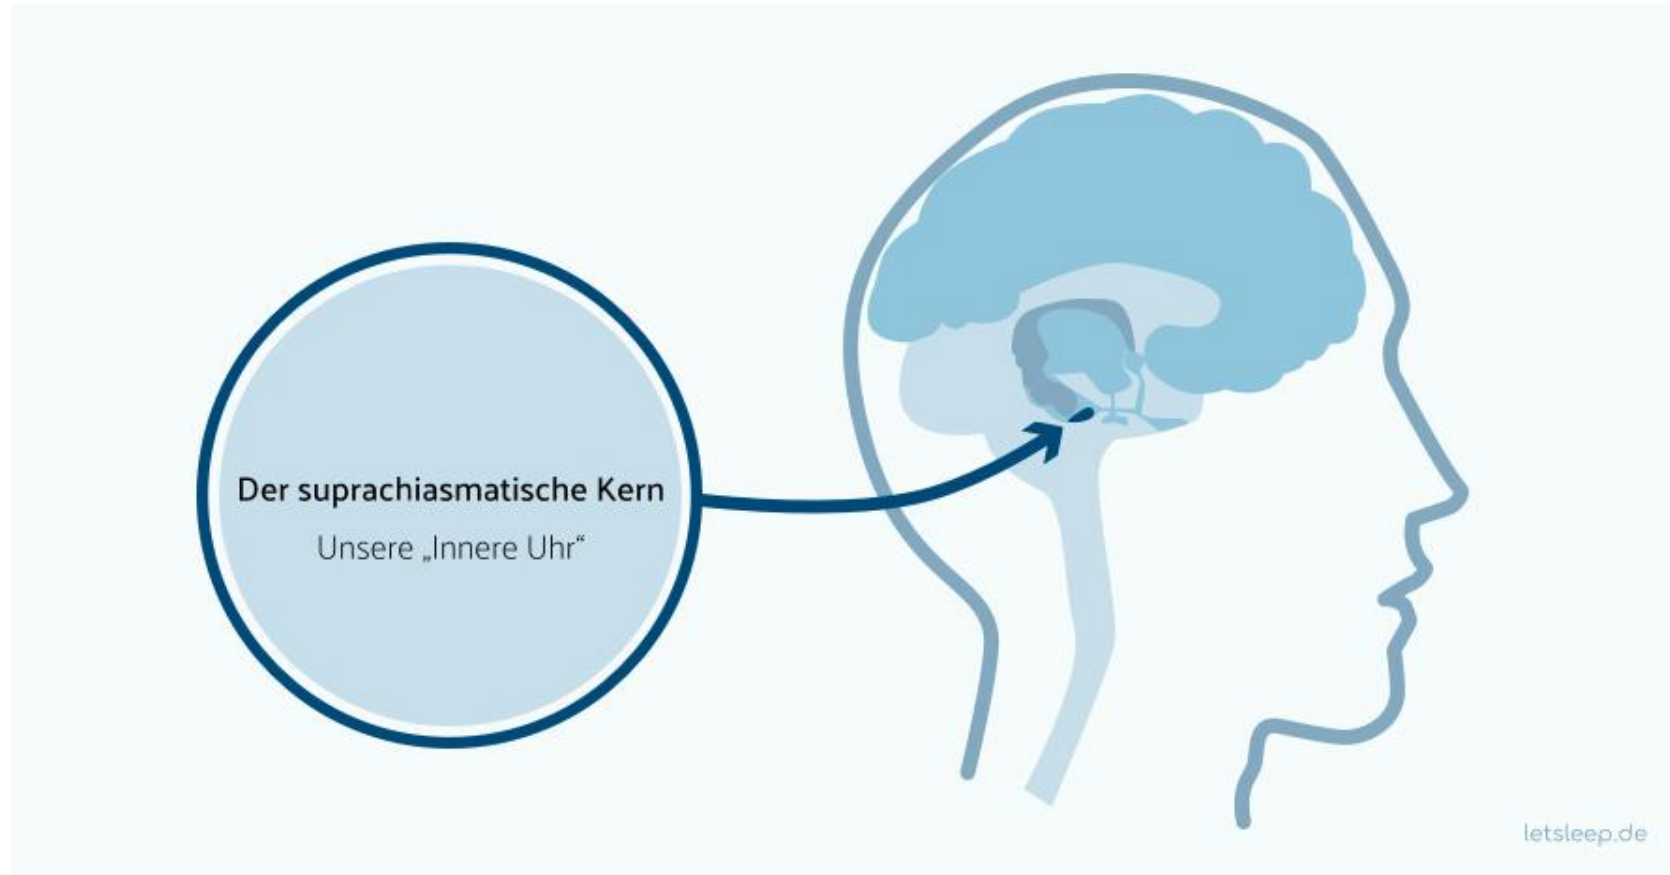 Der suprachiasmatische Kern
Unsere „Innere Uhr“
letsleep.de